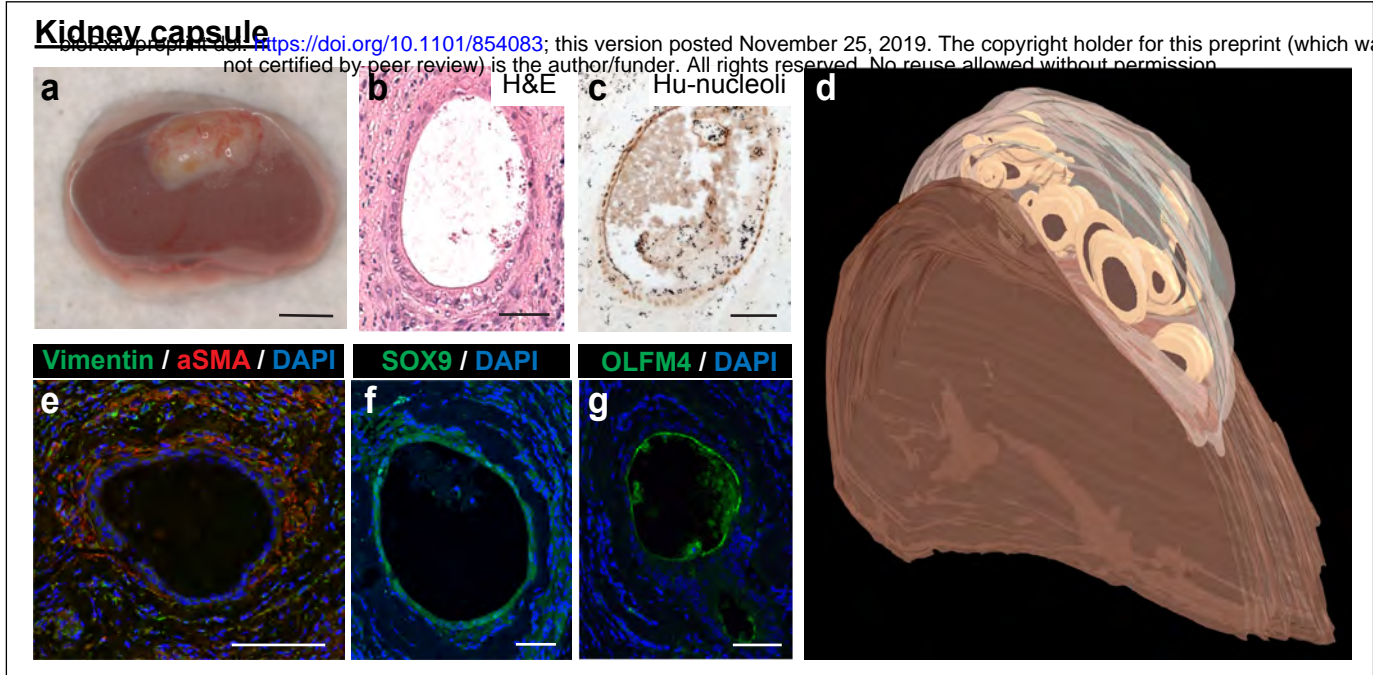 Kidney capsule
bioRxiv preprint doi: https://doi.org/10.1101/854083; this version posted November 25, 2019. The copyright holder for this preprint (which wa
not certified by peer review) is the author/funder. All rights reserved. No reuse allowed without permission.
a b H&E c Hu-nucleoli d
Vimentin / aSMA / DAPI SOX9 / DAPI OLFM4 / DAPI
e f g